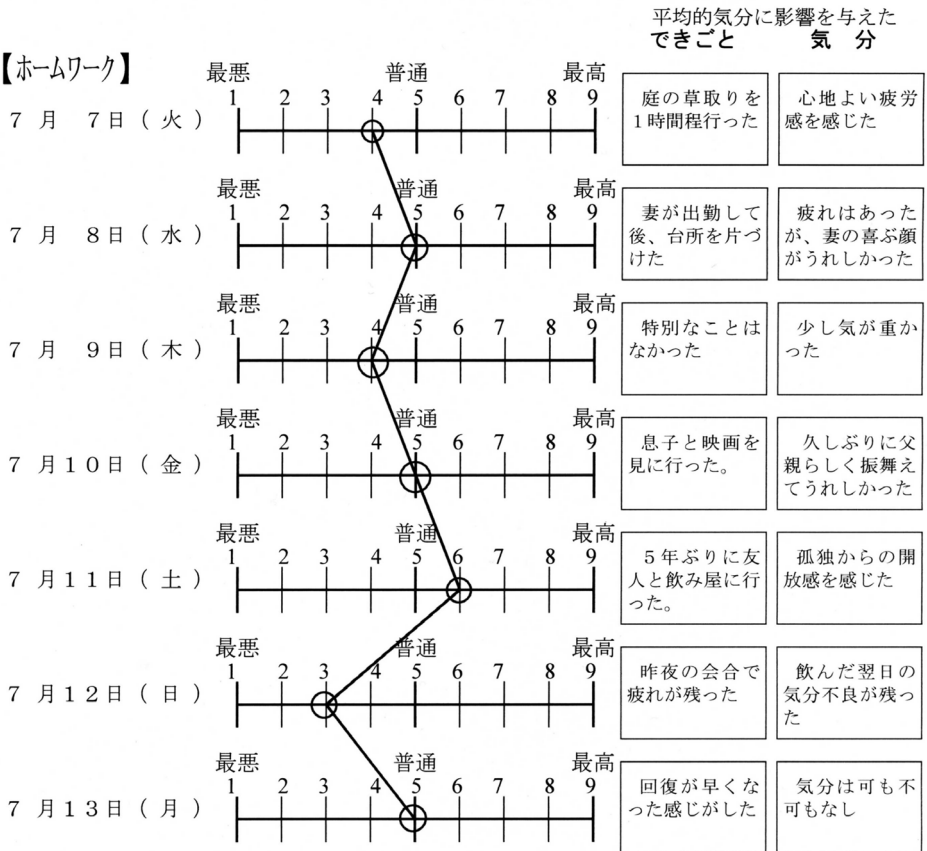 平均的気分に影響を与えた
できごと 気 分
【ホームワーク】
最悪 普通 最高
1 2 3 4 5 6 7 8 9
7 月 7日 ( 火 )
庭の草取りを
1時間程行った
心地よい疲労
感を感じた
最悪 普通 最高
1 2 3 4 5 6 7 8 9
7 月 8日 ( 水 )
妻が出勤して
後、台所を片づ
けた
疲れはあった
が、妻の喜ぶ顔
がうれしかった
最悪 普通 最高
1 2 3 4 5 6 7 8 9
7 月 9日 ( 木 )
特別なことは
なかった
少し気が重か
った
最悪 普通 最高
1 2 3 4 5 6 7 8 9
7 月10日 ( 金 )
息子と映画を
見に行った。
久しぶりに父
親らしく振舞え
てうれしかった
最悪 普通 最高
1 2 3 4 5 6 7 8 9
7 月11日 ( 土 )
5年ぶりに友
人と飲み屋に行
った。
孤独からの開
放感を感じた
最悪 普通 最高
1 2 3 4 5 6 7 8 9
7 月12日 ( 日 )
昨夜の会合で
疲れが残った
飲んだ翌日の
気分不良が残っ
た
最悪 普通 最高
1 2 3 4 5 6 7 8 9
7 月13日 ( 月 )
回復が早くな
った感じがした
気分は可も不
可もなし